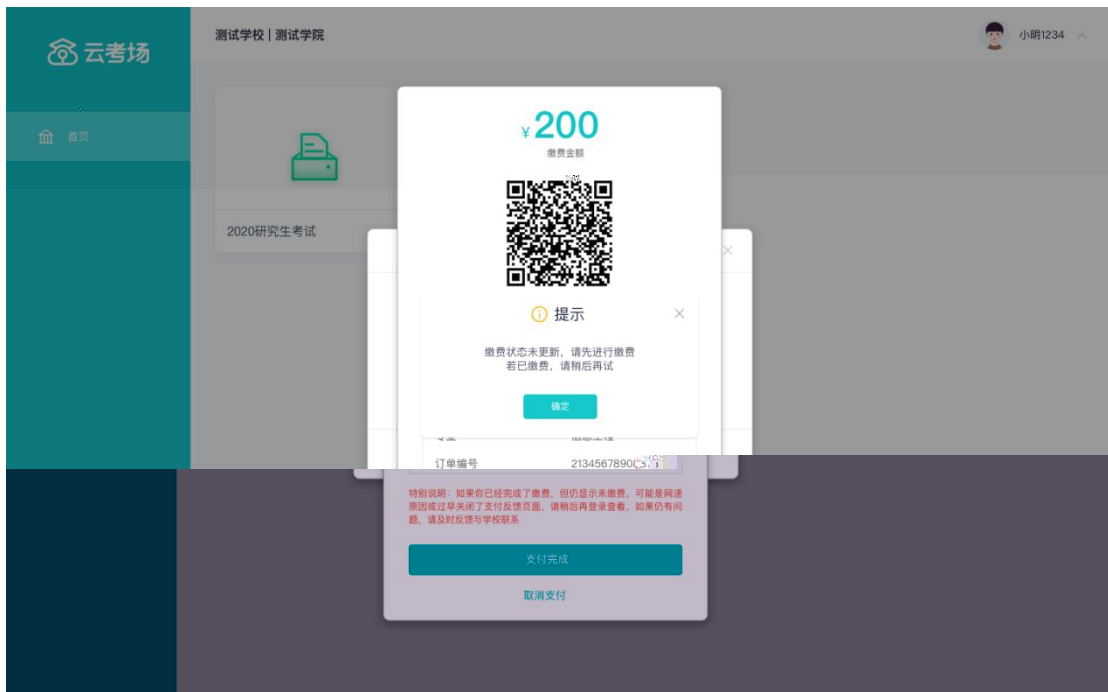 云考场
测试学校 | 测试学院
小明1234
首页
¥200
缴费金额
2020研究生考试
提示
缴费状态未更新，请先进行缴费
若已缴费，请稍后再试
确定
订单编号
特别说明：如果你已经完成了缴费，但仍显示未缴费，可能是网速
原因或过早关闭了支付反馈页面，请稍后再登录查看，如果仍有问
题，请及时反馈与学校联系
支付完成
取消支付